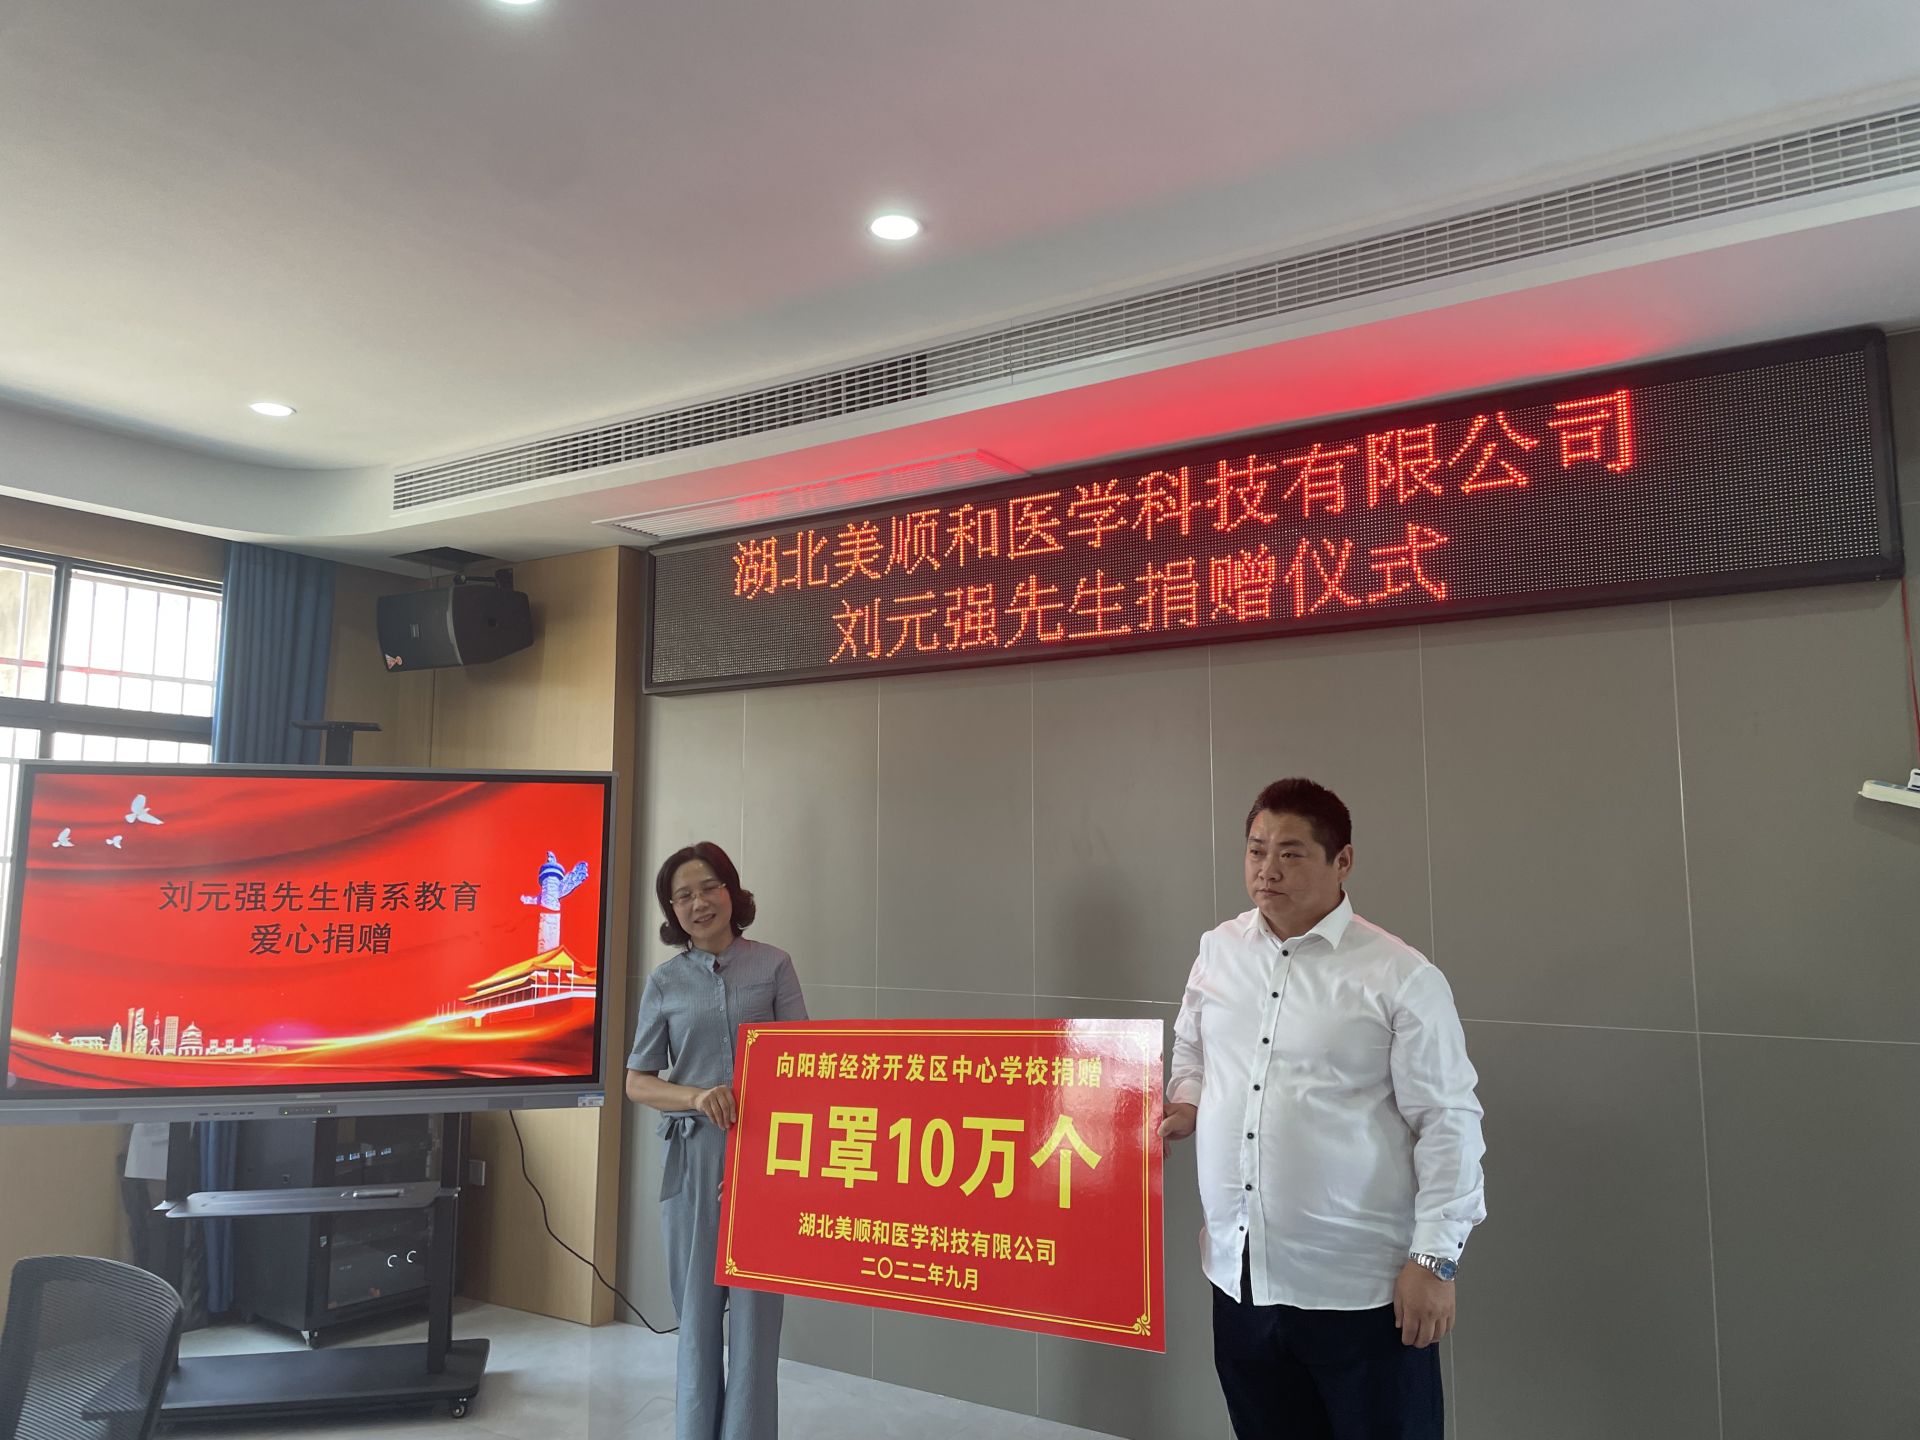 湖北美顺和医学科技有限公司
刘元强先生捐赠仪式
刘元强先生情系教育
爱心捐赠
向阳新经济开发区中心学校捐赠
口罩10万个
湖北美顺和医学科技有限公司
二〇二二年九月